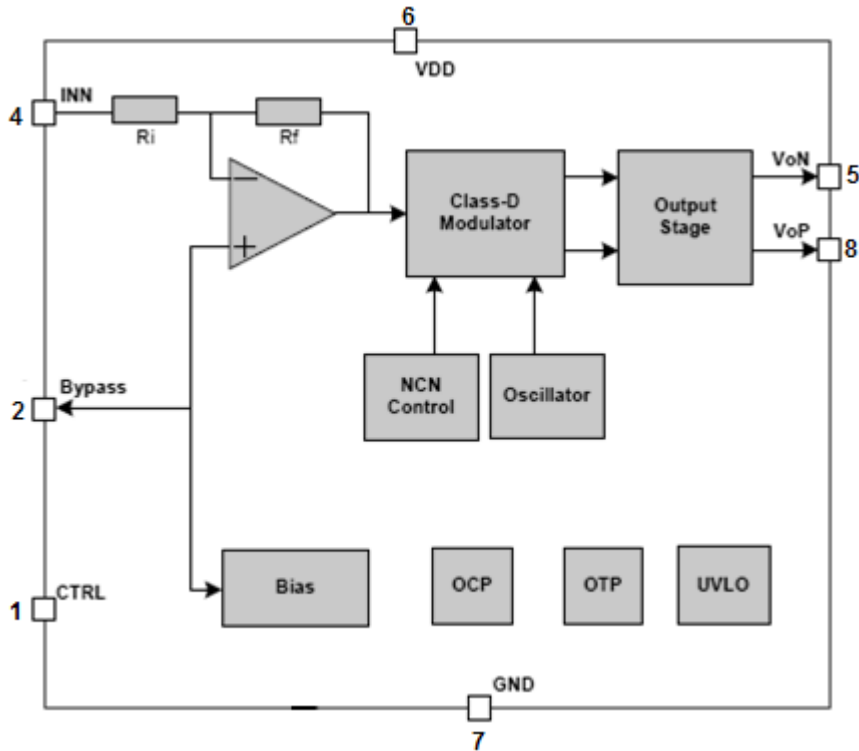 6
VDD
INN
4
Ri
Rf
Class-D
Modulator
Output
Stage
VoN
5
VoP
8
NCN
Control
Oscillator
Bypass
2
Bias
OCP
OTP
UVLO
CTRL
1
GND
7